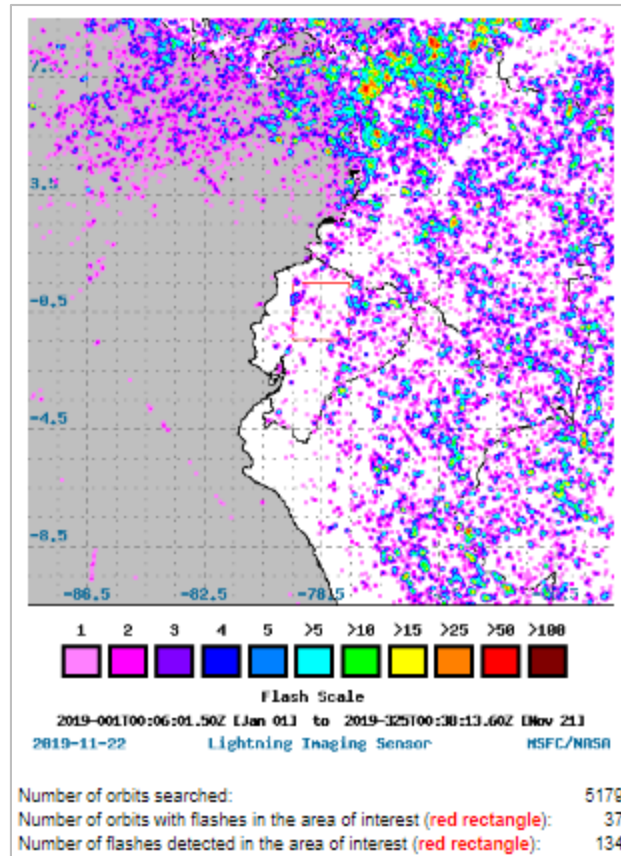 7.
3.5
-0.5
-4.5
-8.5
-86.5 -82.5 -78.5
1 2 3 4 5 >5 >10 >15 >25 >50 >100
Flash Scale
2019-001T00:06:01.50Z [Jan 01] to 2019-325T00:38:13.60Z [Nov 21]
2019-11-22 Lightning Imaging Sensor MSFC/NASA
Number of orbits searched: 5179
Number of orbits with flashes in the area of interest (red rectangle): 37
Number of flashes detected in the area of interest (red rectangle): 134